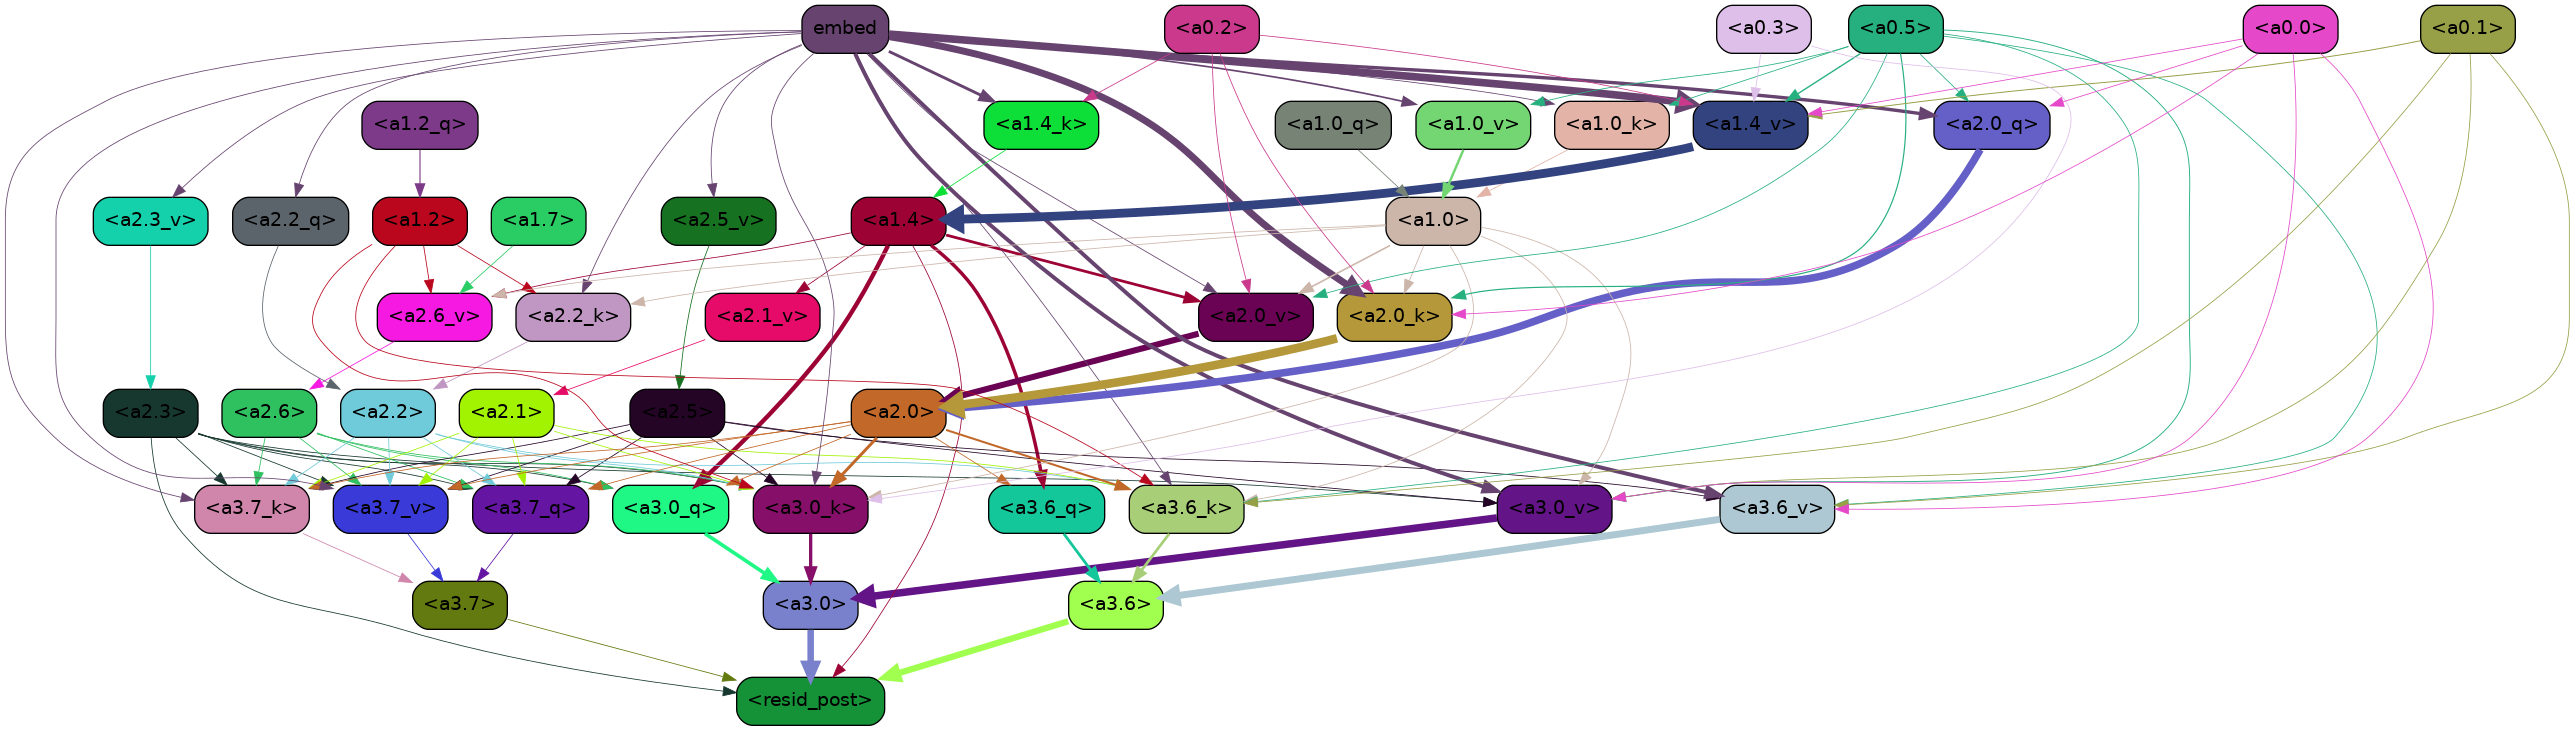 embed
<a0.2>
<a0.3>
<a0.5>
<a0.0>
<a0.1>
<a1.2_q>
<a1.4_k>
<a1.0_q>
<a1.0_v>
<a1.0_k>
<a1.4_v>
<a2.0_q>
<a2.3_v>
<a2.2_q>
<a1.2>
<a1.7>
<a2.5_v>
<a1.4>
<a1.0>
<a2.6_v>
<a2.2_k>
<a2.1_v>
<a2.0_v>
<a2.0_k>
<a2.3>
<a2.6>
<a2.2>
<a2.1>
<a2.5>
<a2.0>
<a3.7_k>
<a3.7_v>
<a3.7_q>
<a3.0_q>
<a3.0_k>
<a3.6_q>
<a3.6_k>
<a3.0_v>
<a3.6_v>
<a3.7>
<a3.0>
<a3.6>
<resid_post>